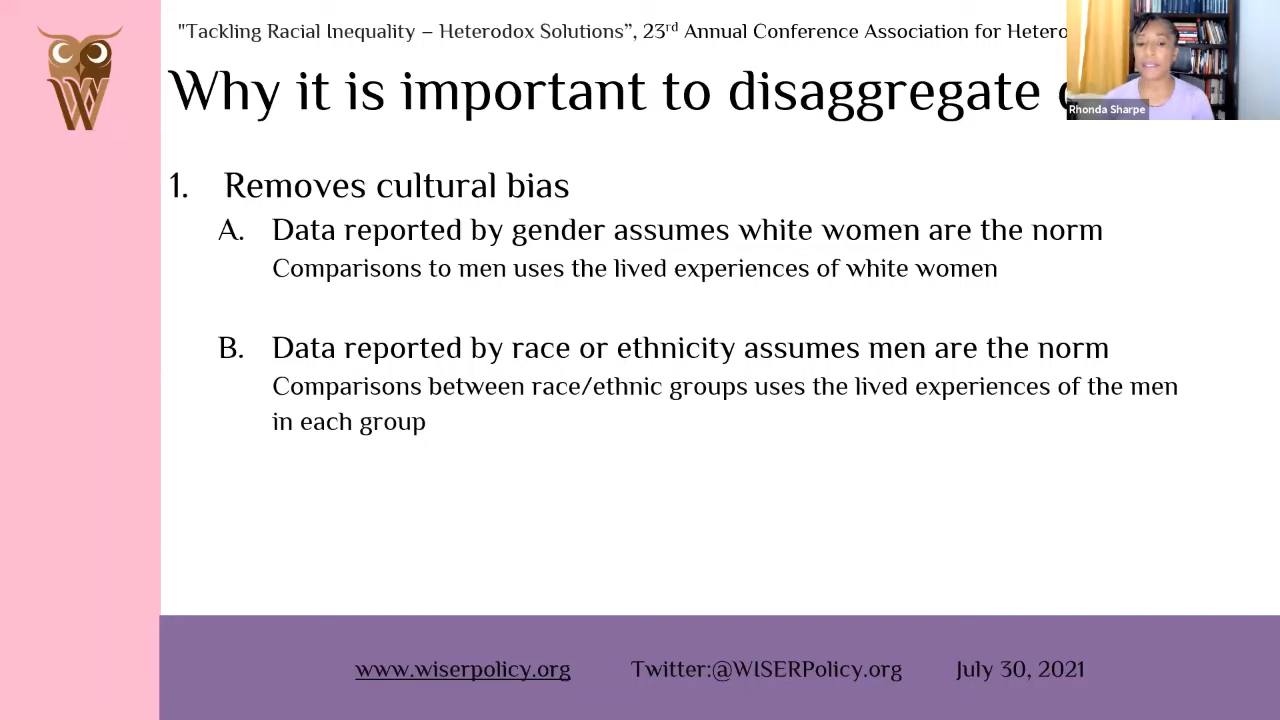 "Tackling Racial Inequality – Heterodox Solutions”, 23rd Annual Conference Association for
Why it is important to disaggregate
Rhonda Sharpe
W
1. Removes cultural bias
A. Data reported by gender assumes white women are the norm
Comparisons to men uses the lived experiences of white women
B. Data reported by race or ethnicity assumes men are the norm
Comparisons between race/ethnic groups uses the lived experiences of the men
in each group
www.wiserpolicy.org Twitter:@WISERPolicy.org July 30, 2021